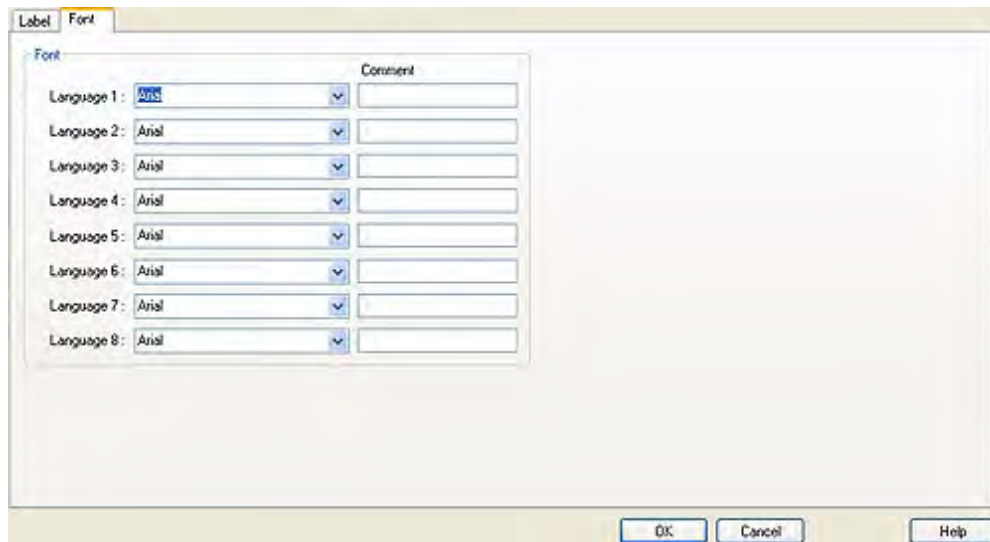 Label Font
Font
Comment
Language 1 : Arial
Language 2 : Arial
Language 3 : Arial
Language 4 : Arial
Language 5 : Arial
Language 6 : Arial
Language 7 : Arial
Language 8 : Arial
OK Cancel Help